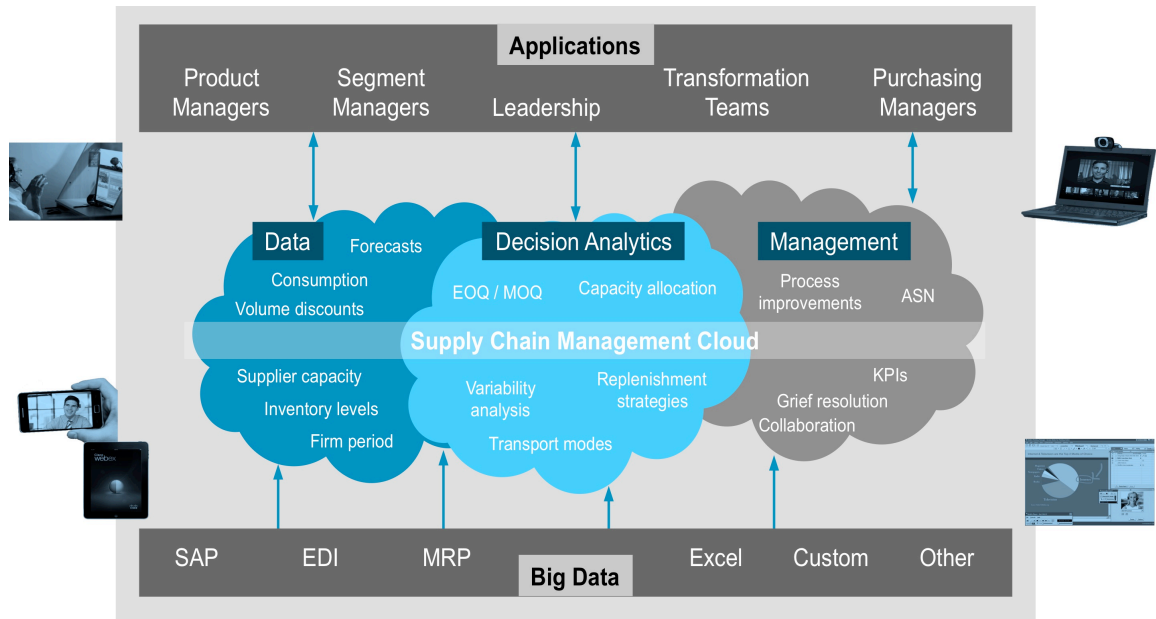 Applications
Product
Managers
Segment
Managers
Leadership
Transformation
Teams
Purchasing
Managers
Data
Forecasts
Consumption
Volume discounts
Decision Analytics
EOQ / MOQ
Capacity allocation
Management
Process
improvements
ASN
Supply Chain Management Cloud
Supplier capacity
Inventory levels
Firm period
Variability
analysis
Replenishment
strategies
Transport modes
KPIs
Grief resolution
Collaboration
webex
SAP
EDI
MRP
Excel
Custom
Other
Big Data